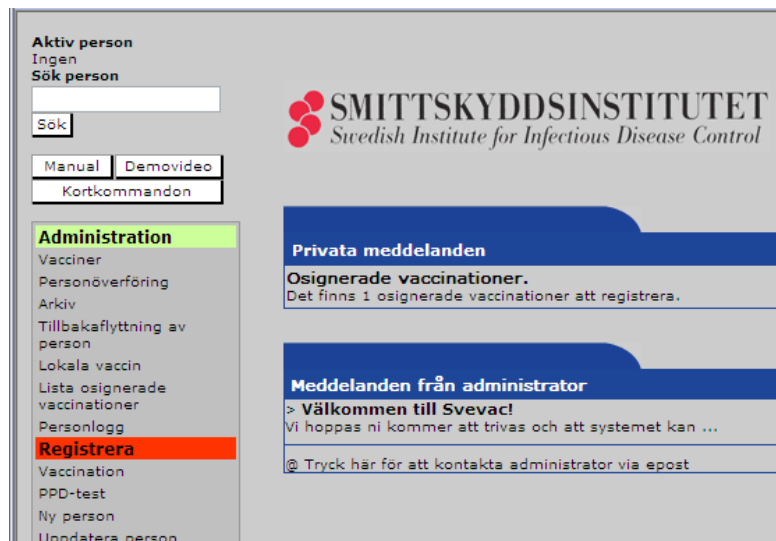 Aktiv person
Ingen
Sök person
Sök
Manual
Demovideo
Kortkommandon
Administration
Vacciner
Personöverföring
Arkiv
Tillbakaflyttning av
person
Lokala vaccin
Lista osignerade
vaccinationer
Personlogg
Registrera
Vaccination
PPD-test
Ny person
Uppdatera person
SMITTSKYDDSINSTITUTET
Swedish Institute for Infectious Disease Control
Privata meddelanden
Osignerade vaccinationer.
Det finns 1 osignerade vaccinationer att registrera.
Meddelanden från administrator
> Välkommen till Svevac!
Vi hoppas ni kommer att trivas och att systemet kan ...
@ Tryck här för att kontakta administrator via epost